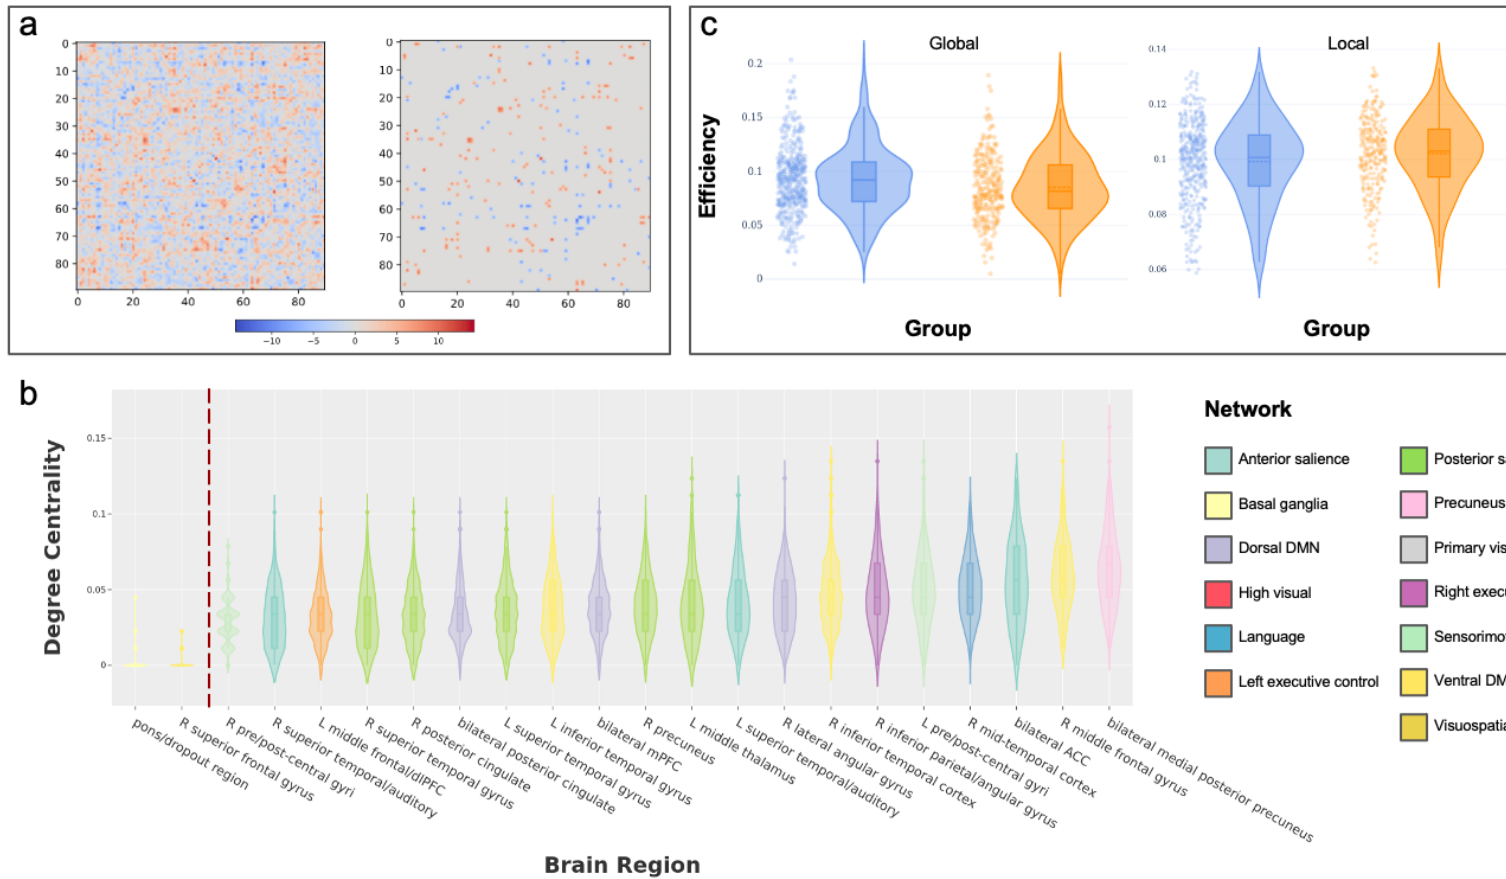 a
0
10
20
30
40
50
60
70
80
0
20
40
60
80
0
10
20
30
40
50
60
70
80
0
20
40
60
80
−10
−5
0
5
10
c
Global
Local
Efficiency
0.2
0.15
0.1
0.05
0
0.14
0.12
0.1
0.08
0.06
Group
Group
b
Degree Centrality
0.15
0.1
0.05
0
pons/dropout region
R superior frontal gyrus
R pre/post-central gyri
R superior temporal/auditory
L middle frontal/dlPFC
R superior temporal gyrus
R posterior cingulate
bilateral posterior cingulate
L superior temporal gyrus
L inferior temporal gyrus
bilateral mPFC
R precuneus
L middle thalamus
L superior temporal/auditory
R lateral angular gyrus
R inferior temporal cortex
R inferior parietal/angular gyrus
L pre/post-central gyri
R mid-temporal cortex
bilateral ACC
R middle frontal gyrus
bilateral medial posterior precuneus
Brain Region
Network
Anterior salience
Basal ganglia
Dorsal DMN
High visual
Language
Left executive control
Posterior sa
Precuneus
Primary vis
Right execu
Sensorimot
Ventral DM
Visuospatia